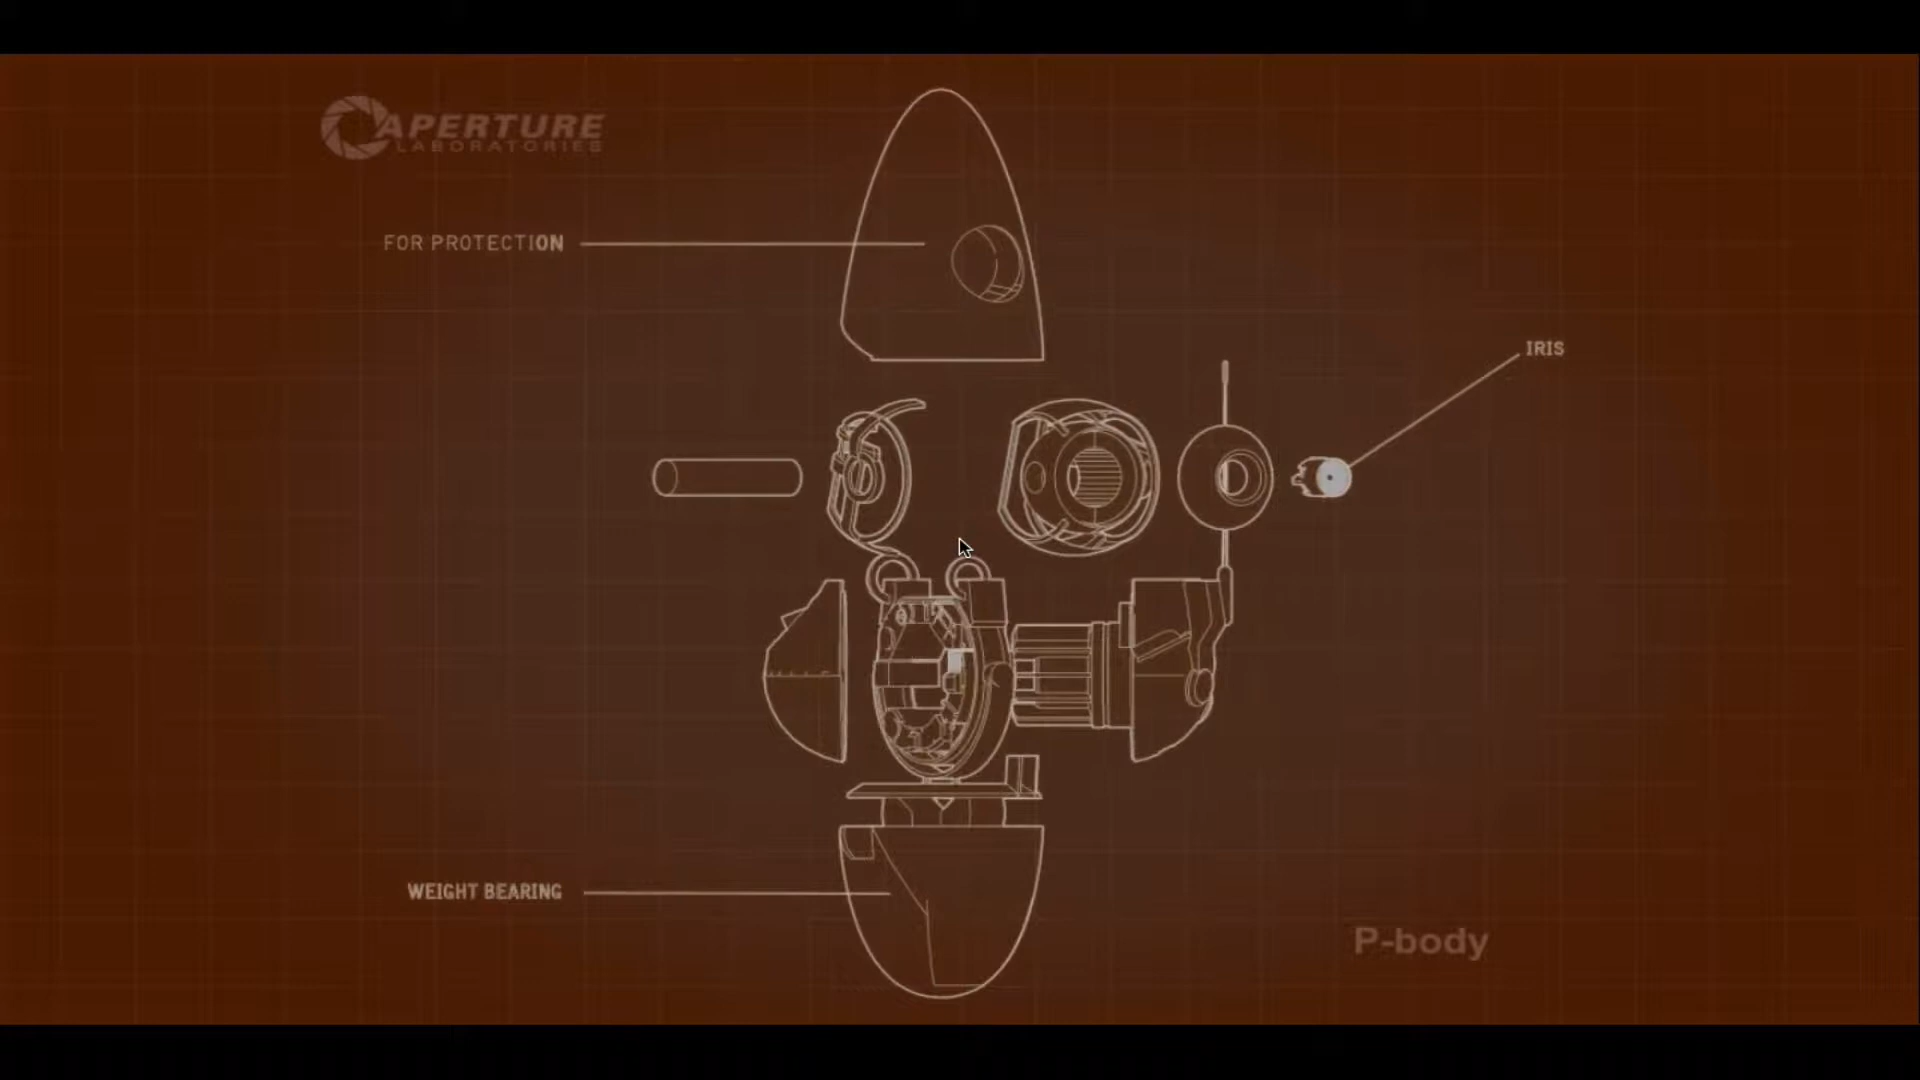 APERTURE
LABORATORIES
FOR PROTECTION
IRIS
WEIGHT BEARING
P-body